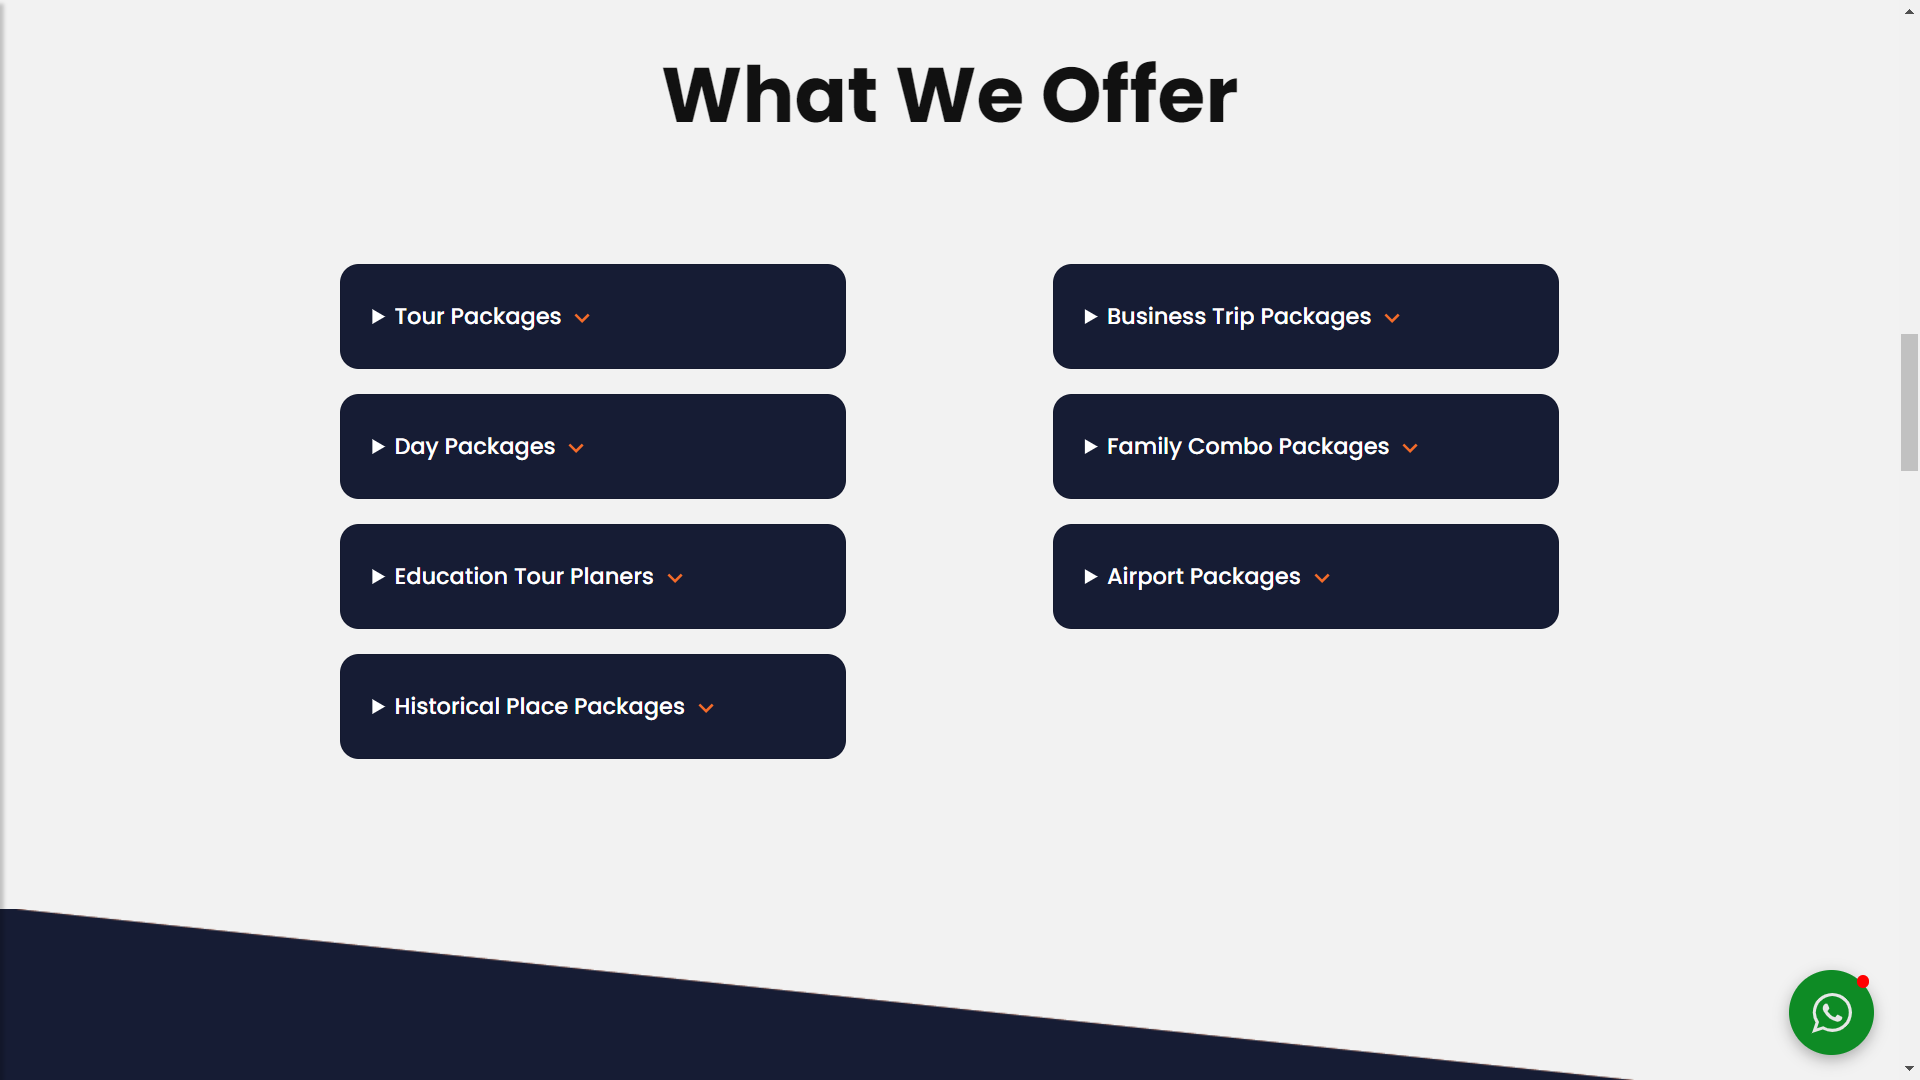 What We Offer
Tour Packages
Day Packages
Education Tour Planers
Historical Place Packages
Business Trip Packages
Family Combo Packages
Airport Packages